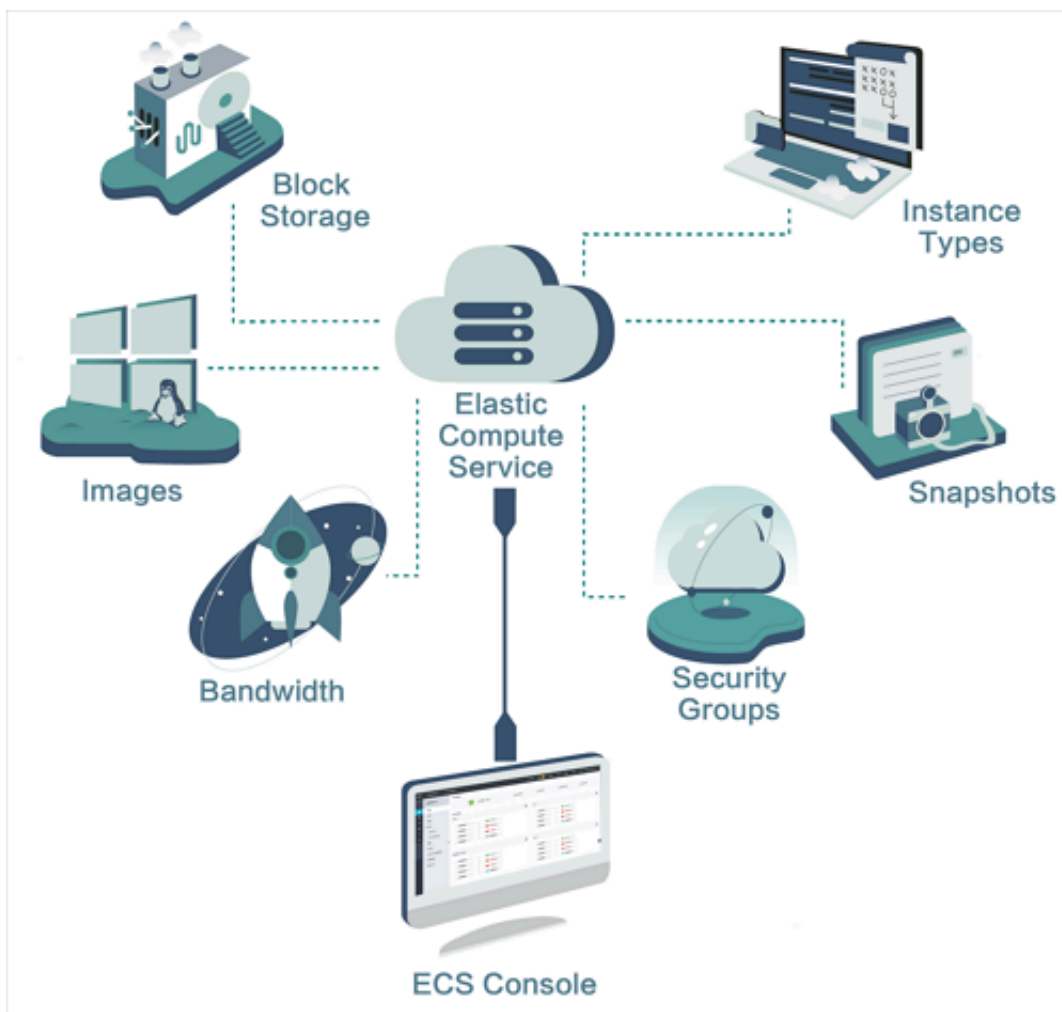 Block
Storage
Instance
Types
Elastic
Compute
Service
Images
Snapshots
Bandwidth
Security
Groups
ECS Console